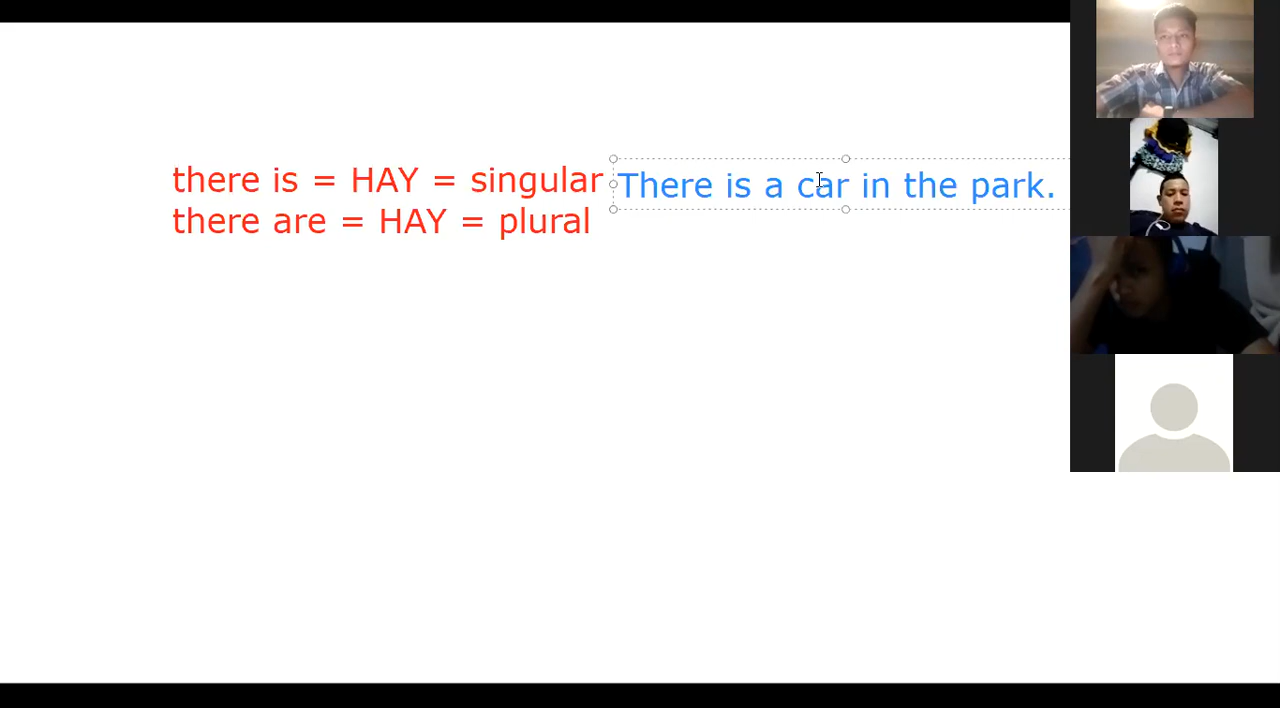 there is = HAY = singular
There is a car in the park.
there are = HAY = plural